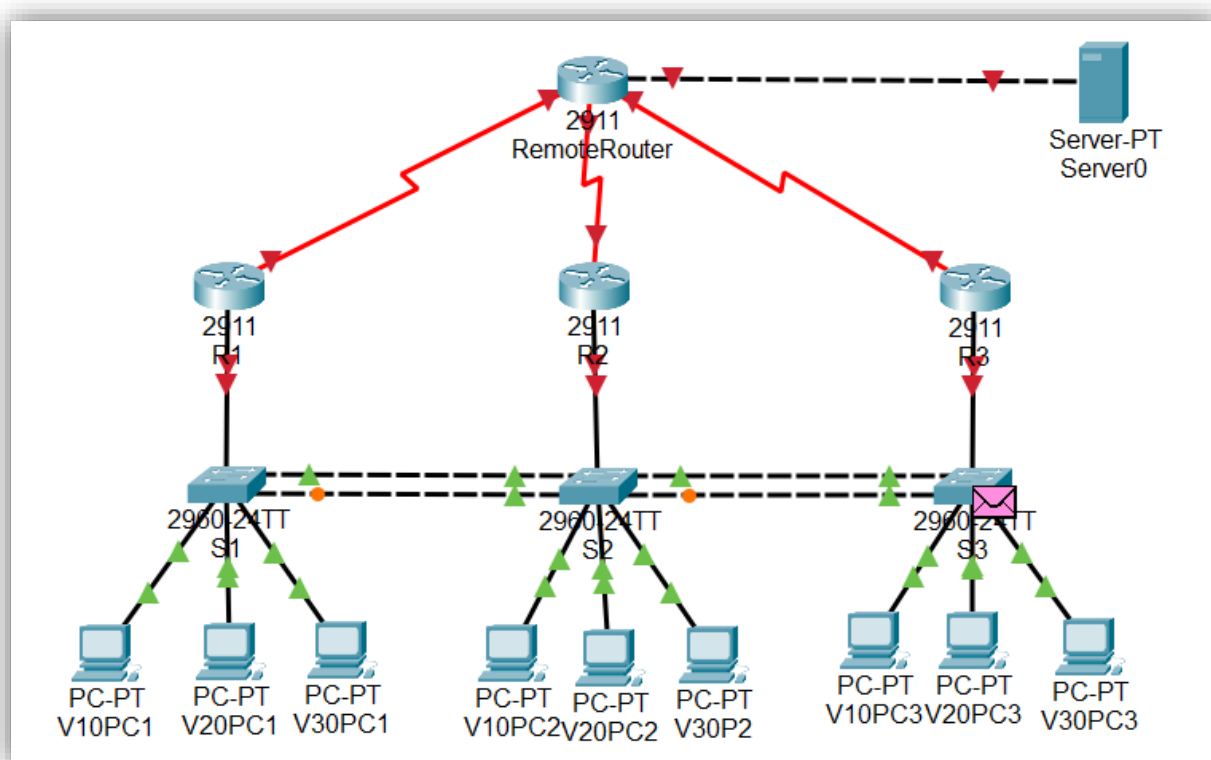 2911
RemoteRouter
Server-PT
Server0
2911
R1
2911
R2
2911
R3
2960-24TT
S1
2960-24TT
S2
2960-24TT
S3
PC-PT
V10PC1
PC-PT
V20PC1
PC-PT
V30PC1
PC-PT
V10PC2
PC-PT
V20PC2
PC-PT
V30P2
PC-PT
V10PC3
PC-PT
V20PC3
PC-PT
V30PC3